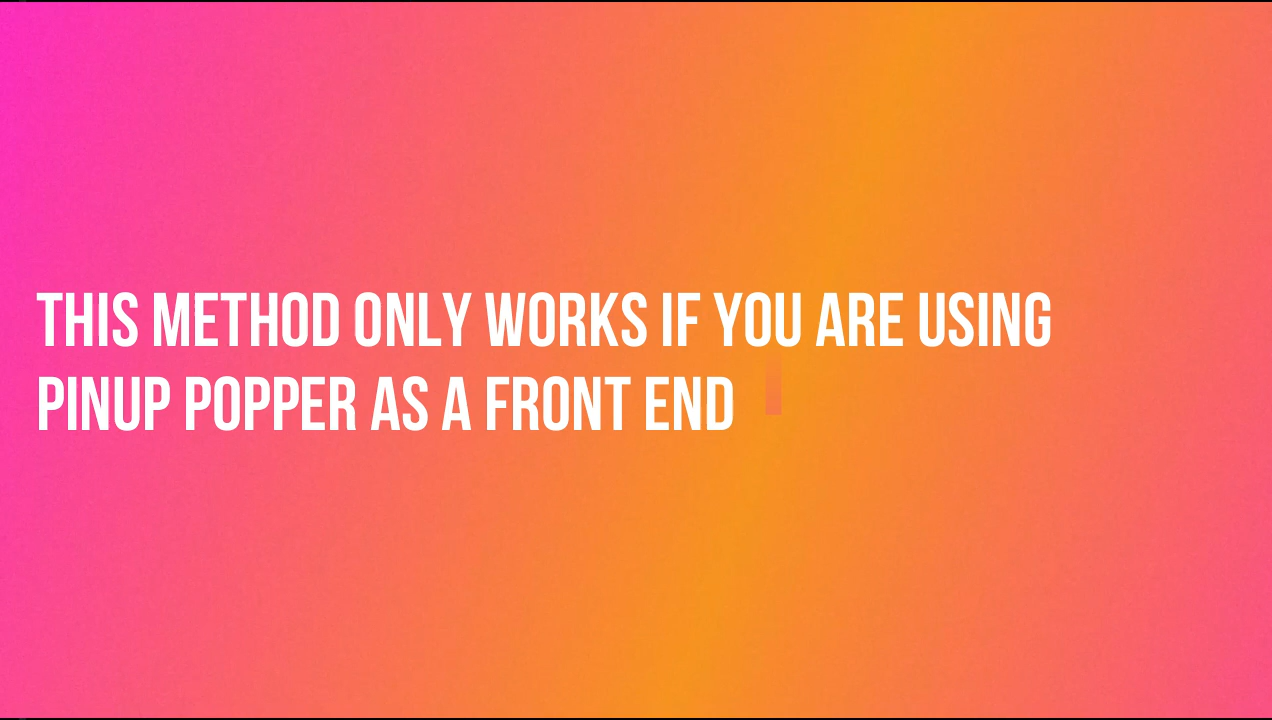 THIS METHOD ONLY WORKS IF YOU ARE USING
PINUP POPPER AS A FRONT END